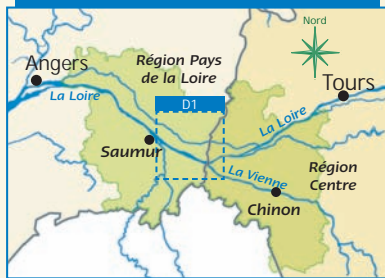 Nord
Angers
Région Pays
de la Loire
Tours
La Loire
D1
La Loire
Saumur
Région
Centre
La Vienne
Chinon